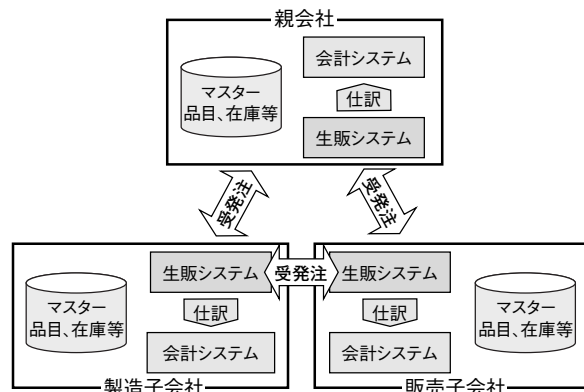 親会社
会計システム
マスター
品目、在庫等
仕訳
生販システム
受発注
受発注
生販システム
受発注
生販システム
マスター
品目、在庫等
仕訳
仕訳
マスター
品目、在庫等
会計システム
会計システム
製造子会社
販売子会社